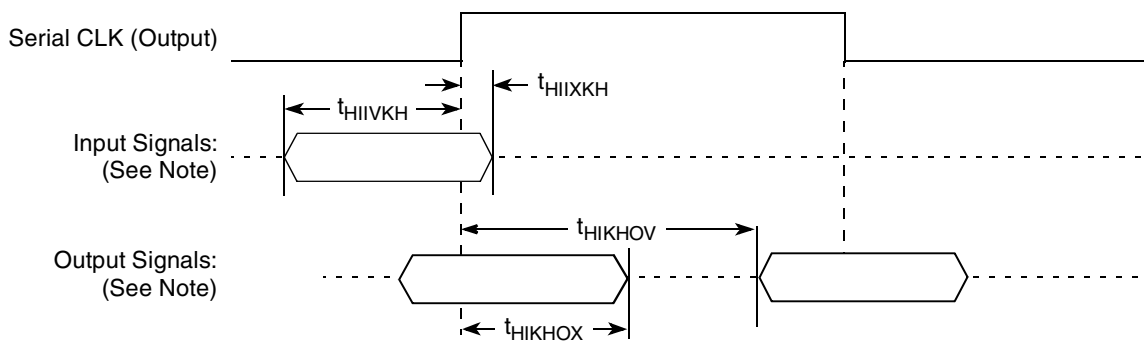 Serial CLK (Output)
tHIIXKH
tHIIVKH
Input Signals:
(See Note)
tHIKHOV
Output Signals:
(See Note)
tHIKHOX